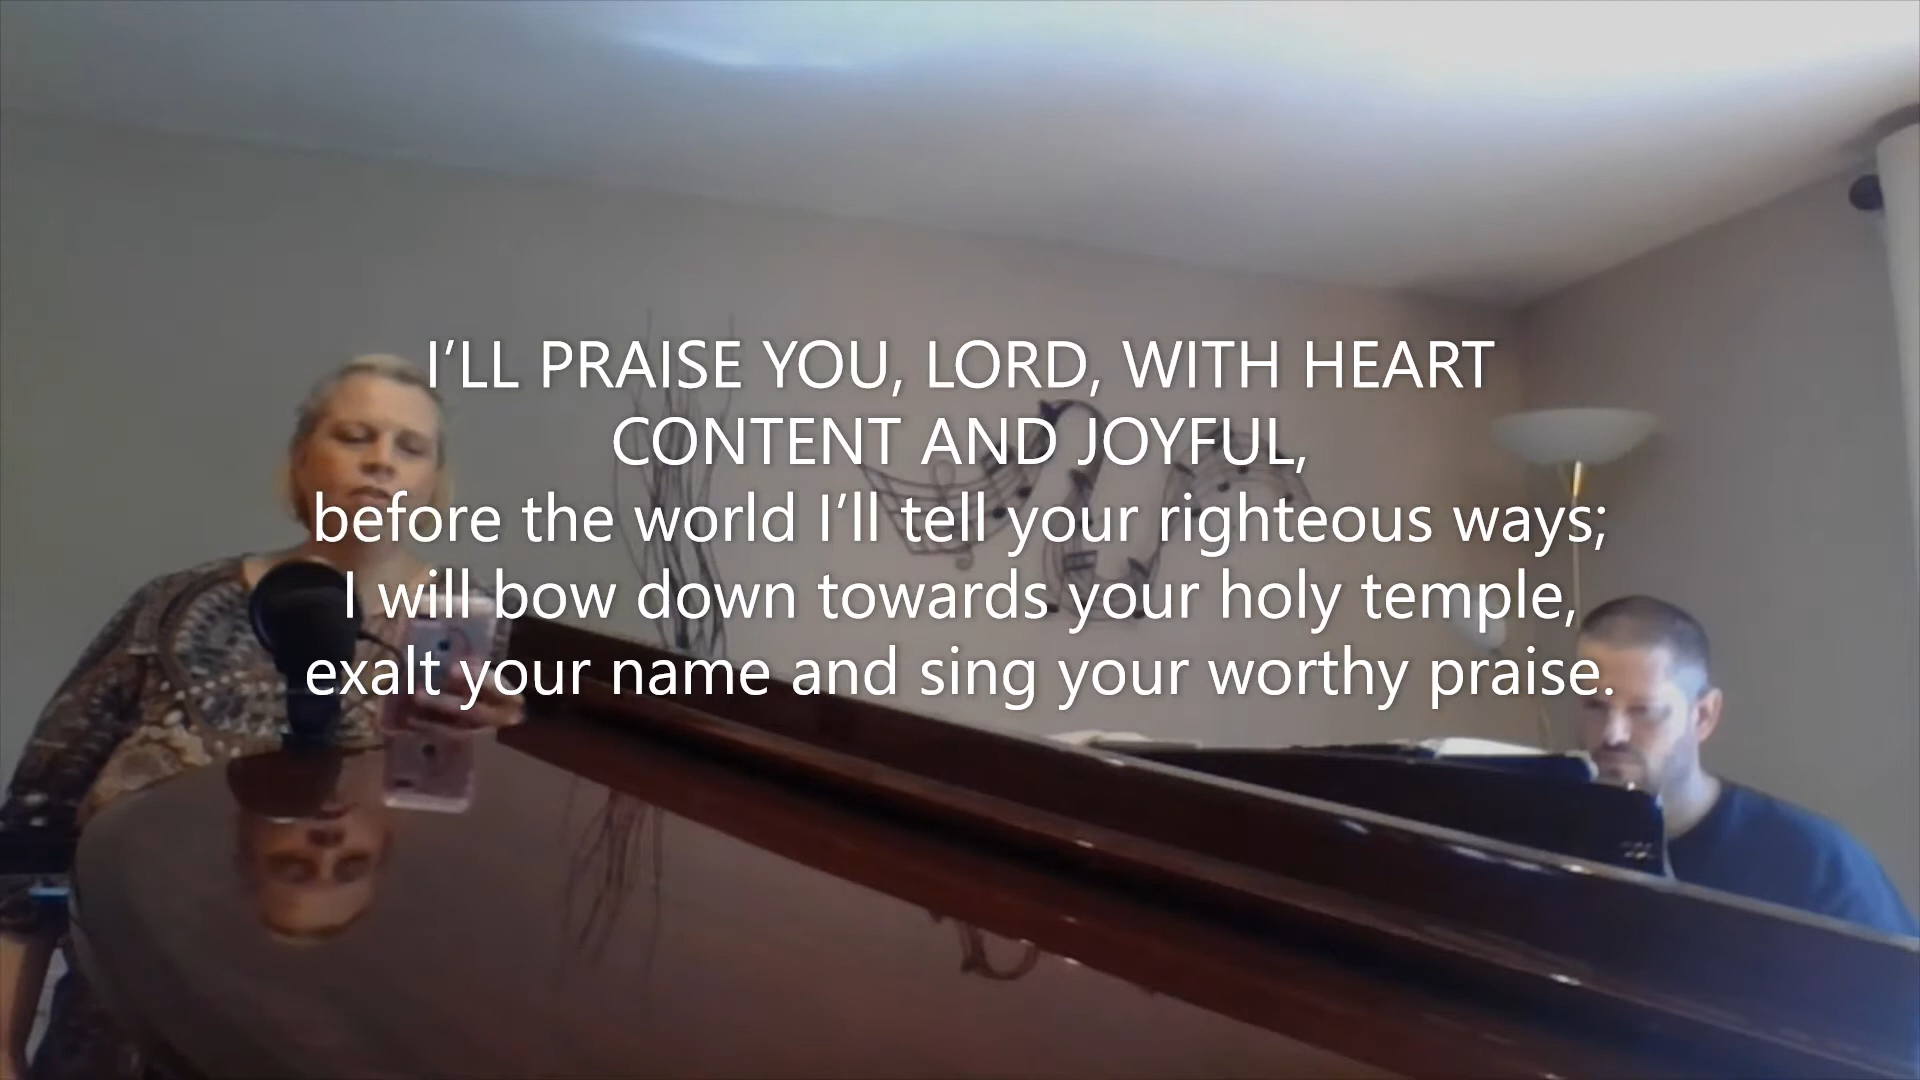 I’LL PRAISE YOU, LORD, WITH HEART
CONTENT AND JOYFUL,
before the world I’ll tell your righteous ways;
I will bow down towards your holy temple,
exalt your name and sing your worthy praise.